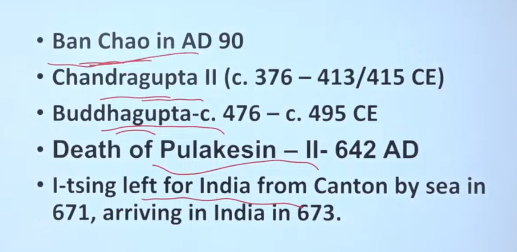 • Ban Chao in AD 90
• Chandragupta II (c. 376 – 413/415 CE)
• Buddhagupta-c. 476 – c. 495 CE
• Death of Pulakesin – II- 642 AD
• I-tsing left for India from Canton by sea in
671, arriving in India in 673.